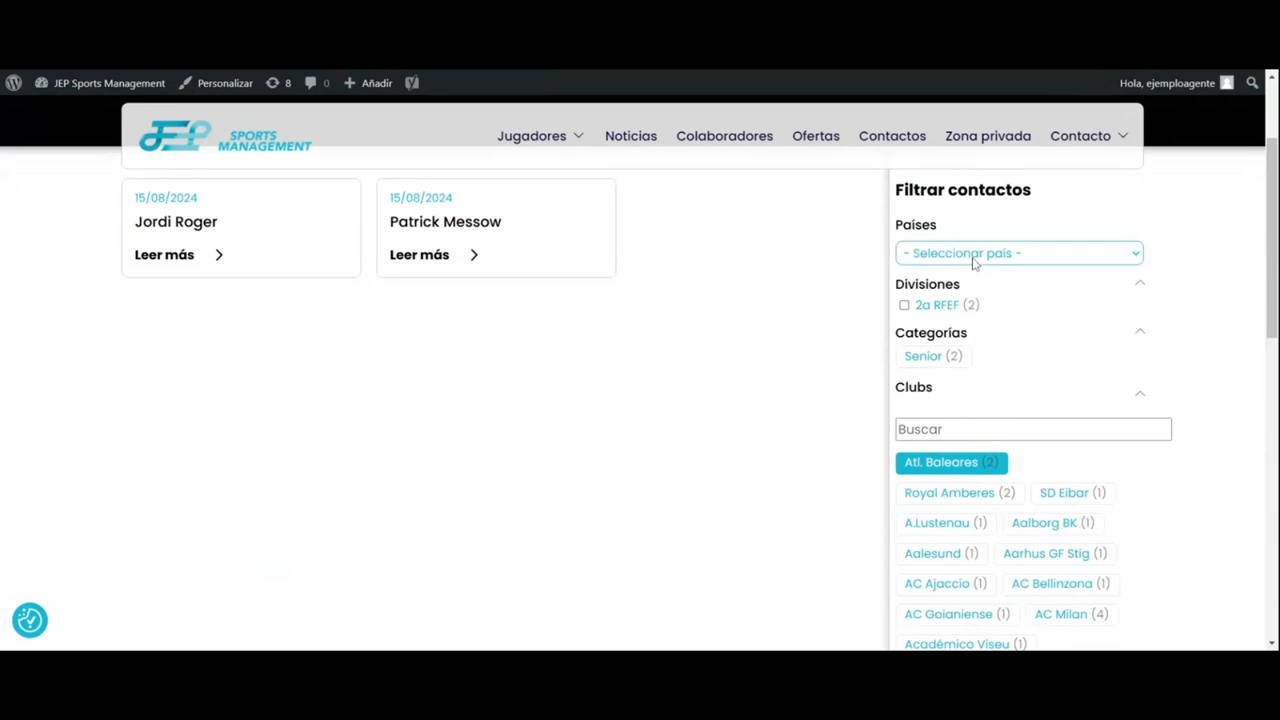 JEP Sports Management
Personalizar
8
0
Añadir
Hola, ejemploagente
JEP SPORTS MANAGEMENT
Jugadores
Noticias
Colaboradores
Ofertas
Contactos
Zona privada
Contacto
15/08/2024
Jordi Roger
Leer más
15/08/2024
Patrick Messow
Leer más
Filtrar contactos
Países
- Seleccionar país -
Divisiones
2a RFEF (2)
Categorías
Senior (2)
Clubs
Buscar
Atl. Baleares (2)
Royal Amberes (2) SD Eibar (1)
A.Lustenau (1) Aalborg BK (1)
Aalesund (1) Aarhus GF Stig (1)
AC Ajaccio (1) AC Bellinzona (1)
AC Goianiense (1) AC Milan (4)
Académico Viseu (1)